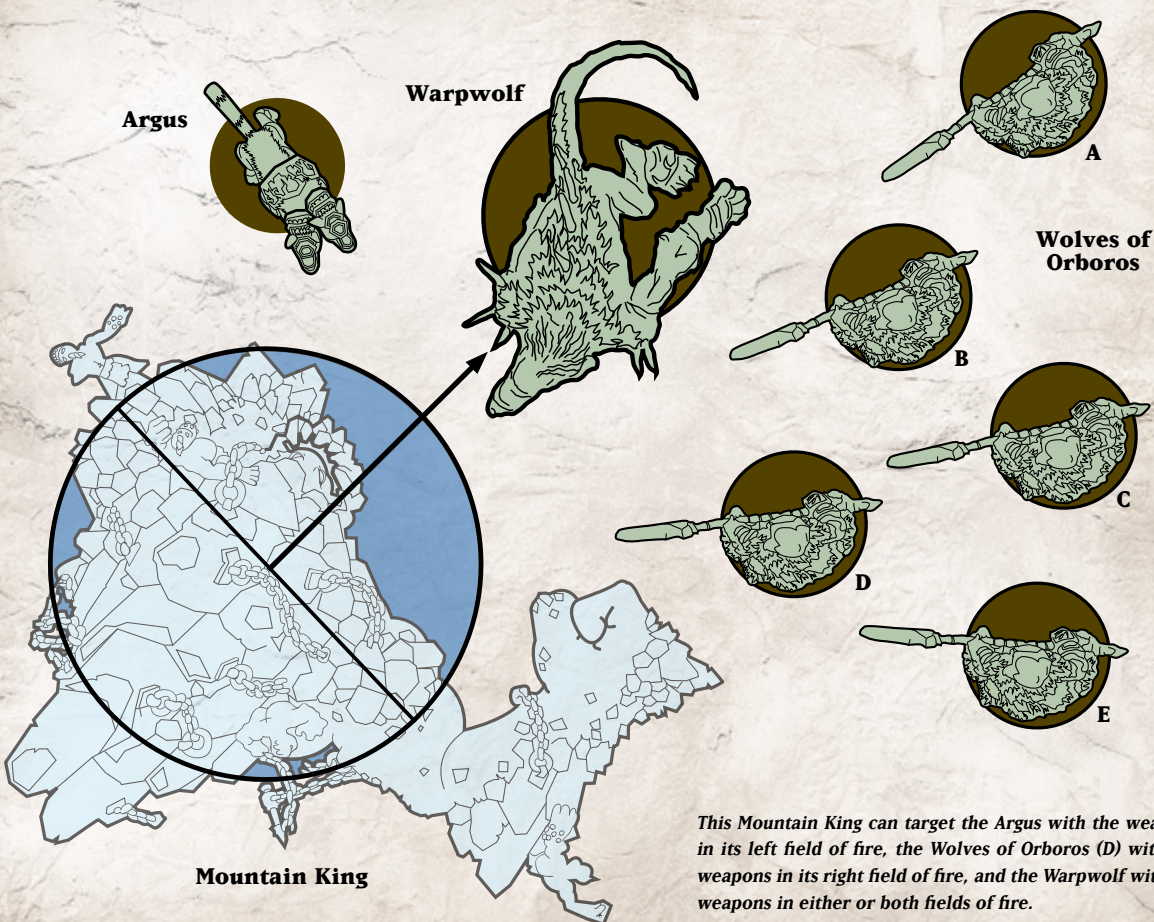 Argus
Warpwolf
A
Wolves of
Orboros
B
C
D
E
Mountain King
This Mountain King can target the Argus with the wea
in its left field of fire, the Wolves of Orboros (D) wit
weapons in its right field of fire, and the Warpwolf wi
weapons in either or both fields of fire.